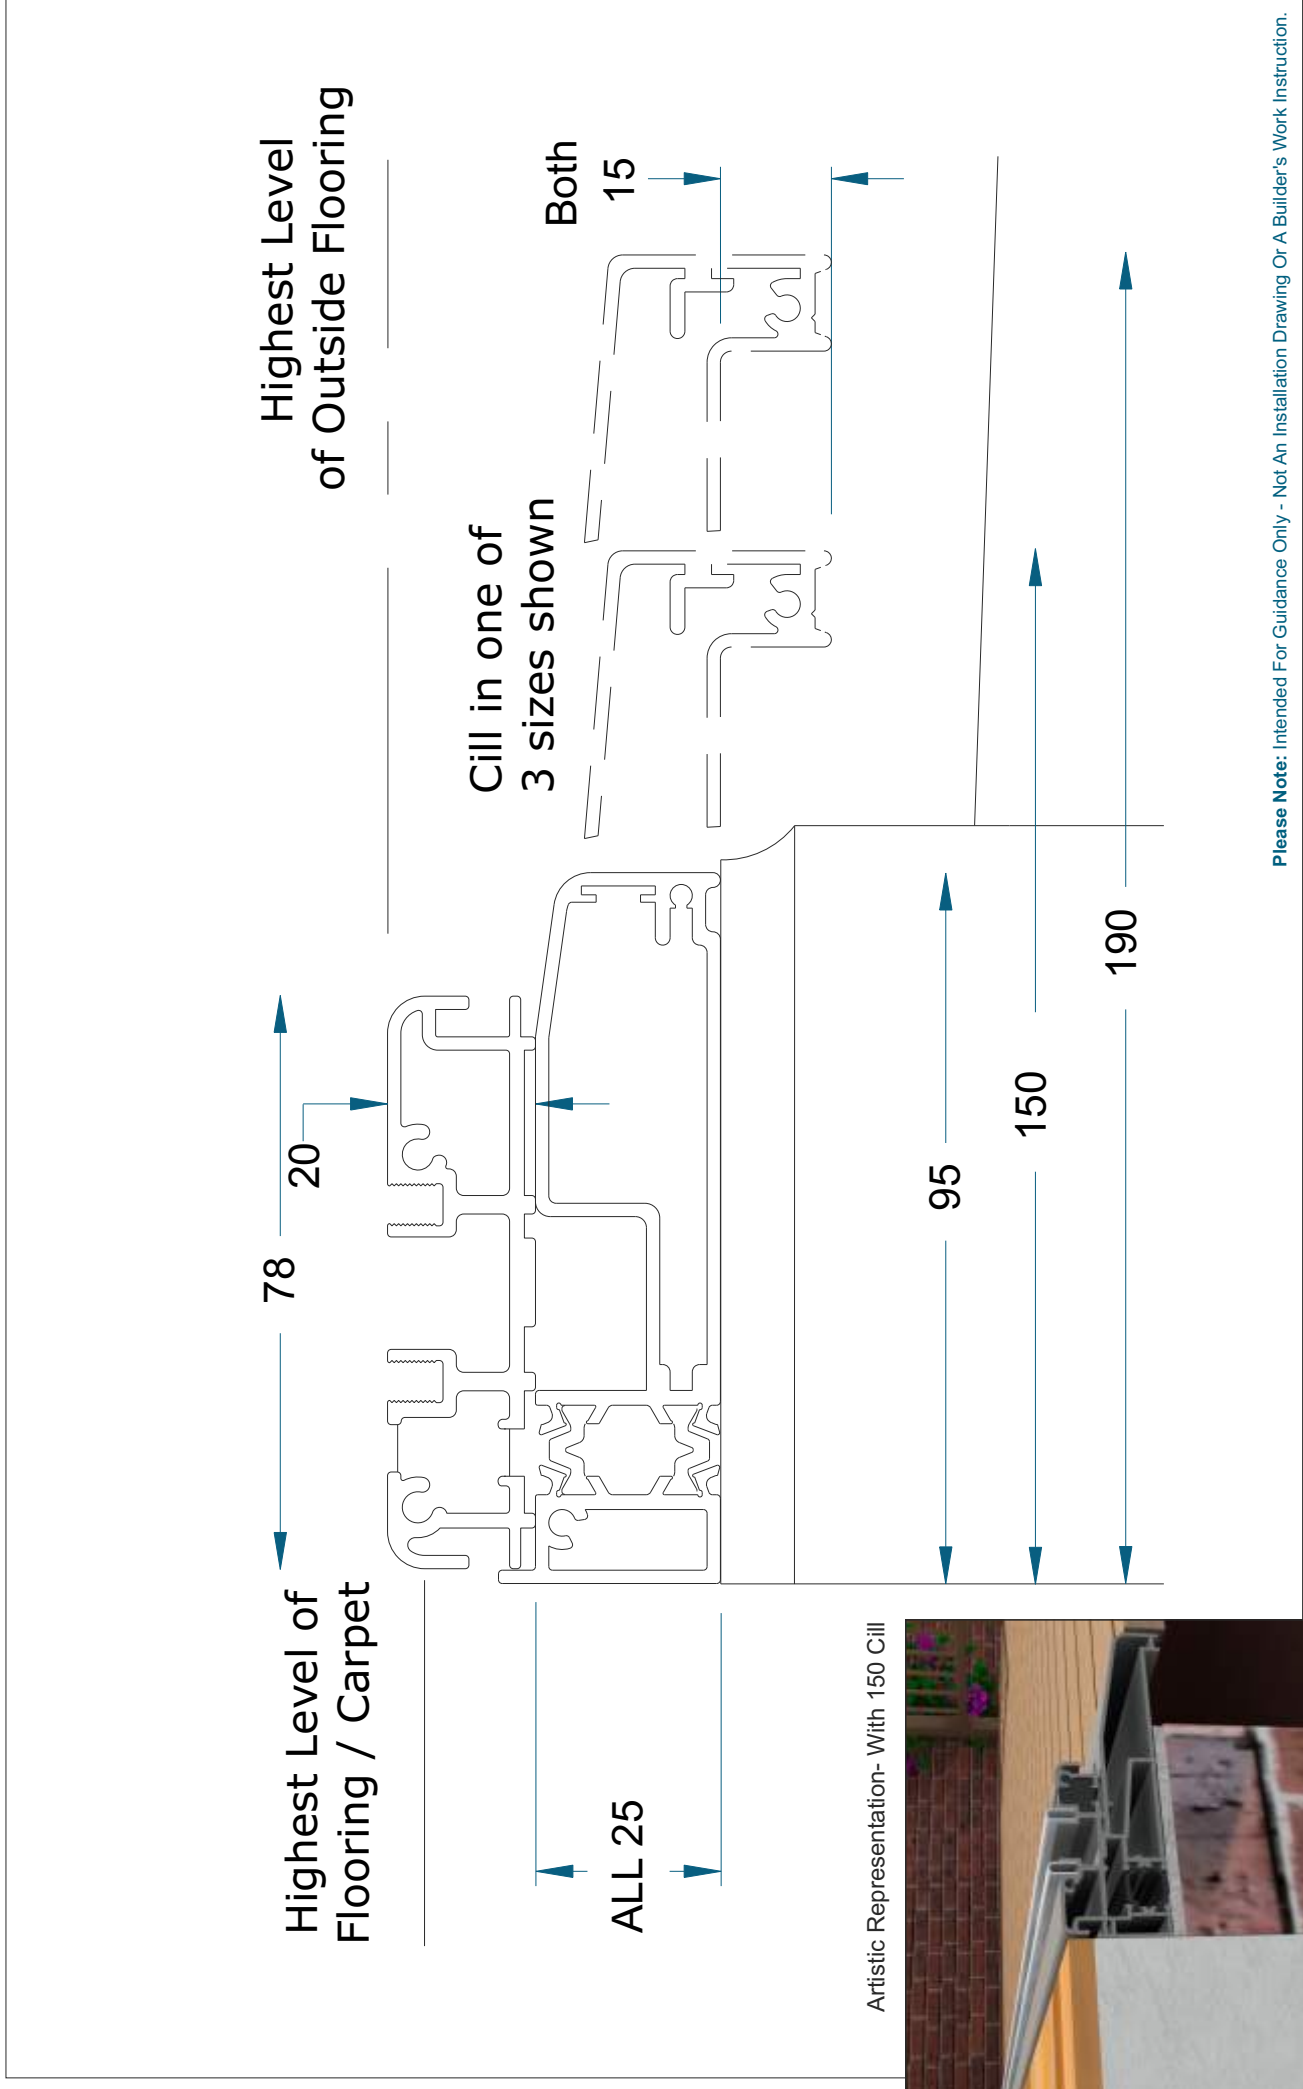 Highest Level of
Flooring / Carpet
78
20
Highest Level
of Outside Flooring
Cill in one of
3 sizes shown
Both
15
ALL 25
95
150
190
Artistic Representation- With 150 Cill
Please Note: Intended For Guidance Only - Not An Installation Drawing Or A Builder's Work Instruction.